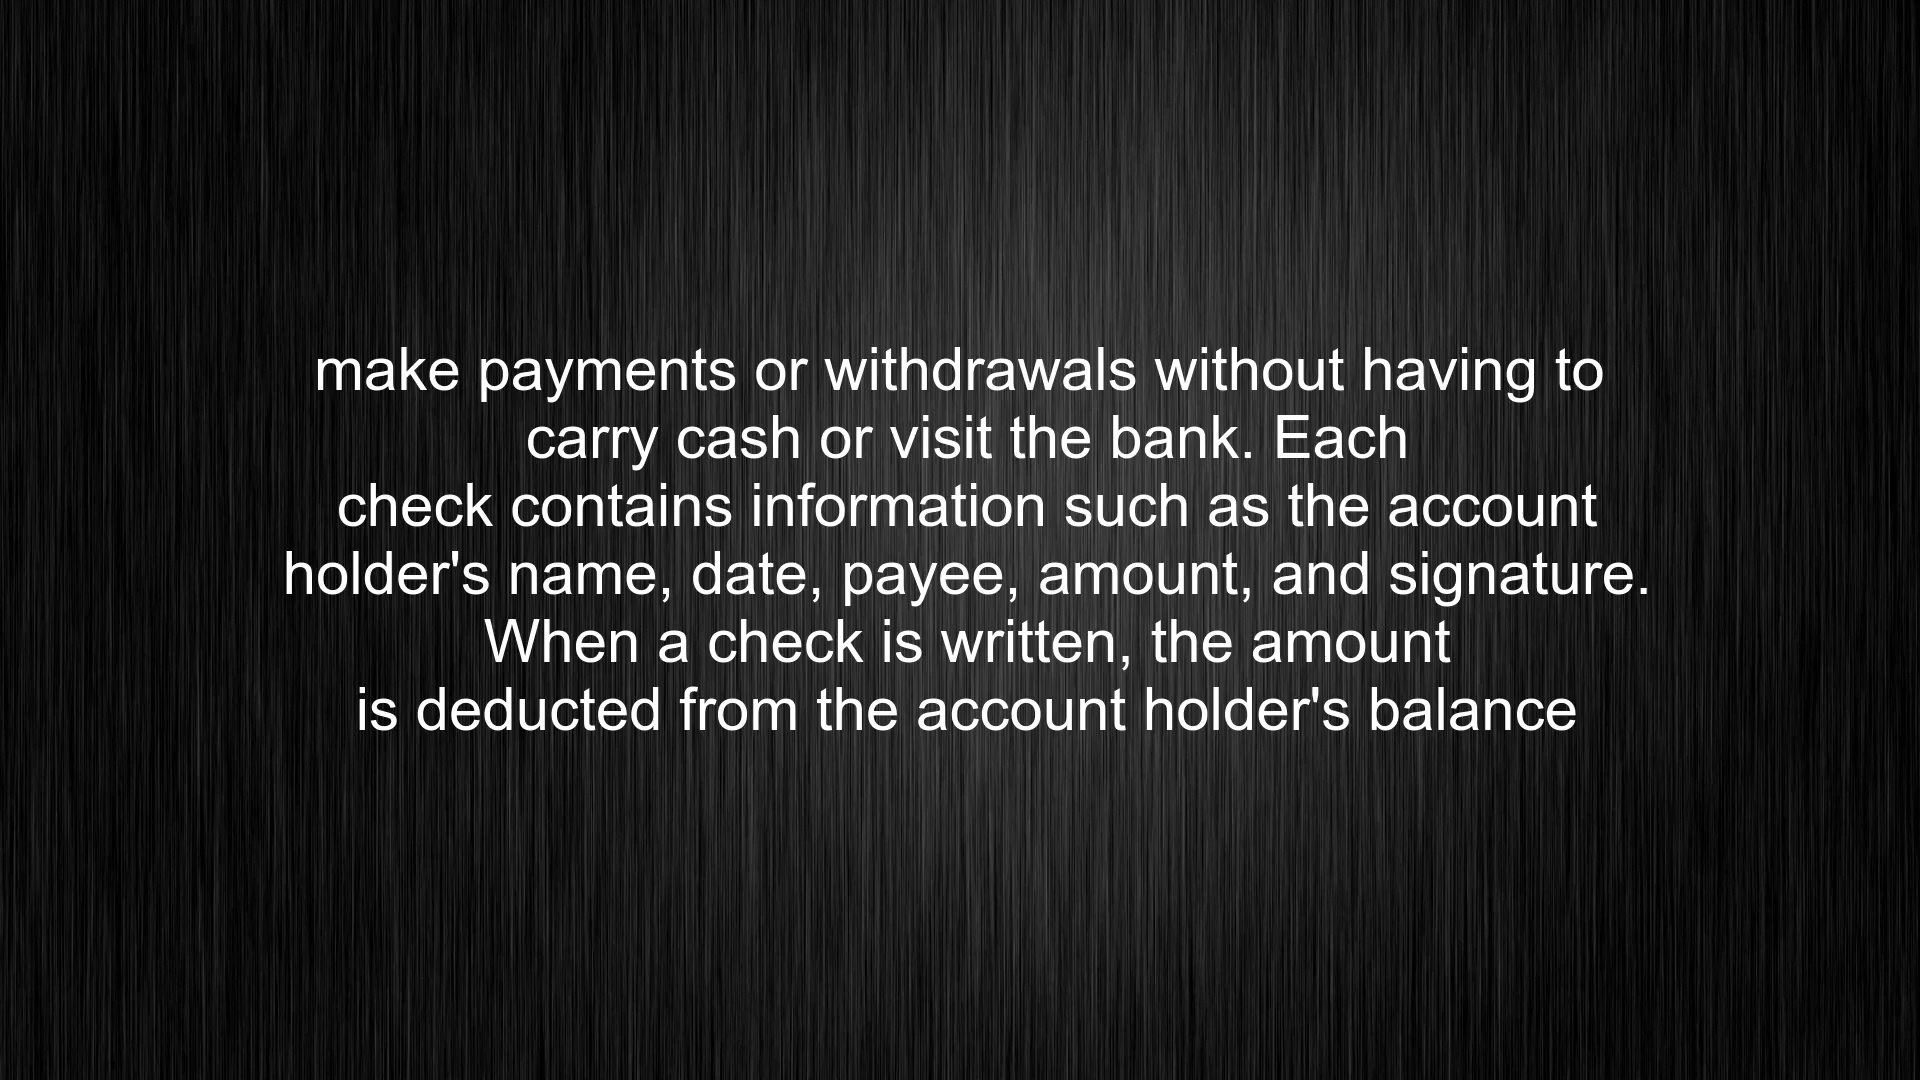 make payments or withdrawals without having to
carry cash or visit the bank. Each
check contains information such as the account
holder's name, date, payee, amount, and signature.
When a check is written, the amount
is deducted from the account holder's balance